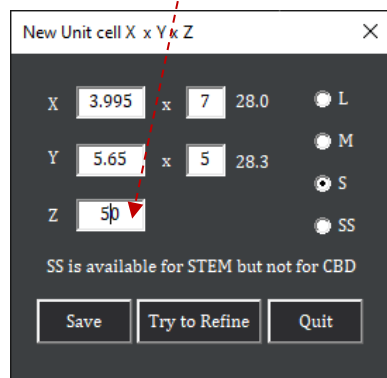 New Unit cell X x Y x Z
X 3.995 x 7 28.0 L
M
Y 5.65 x 5 28.3
S
Z 50
SS
SS is available for STEM but not for CBD
Save Try to Refine Quit